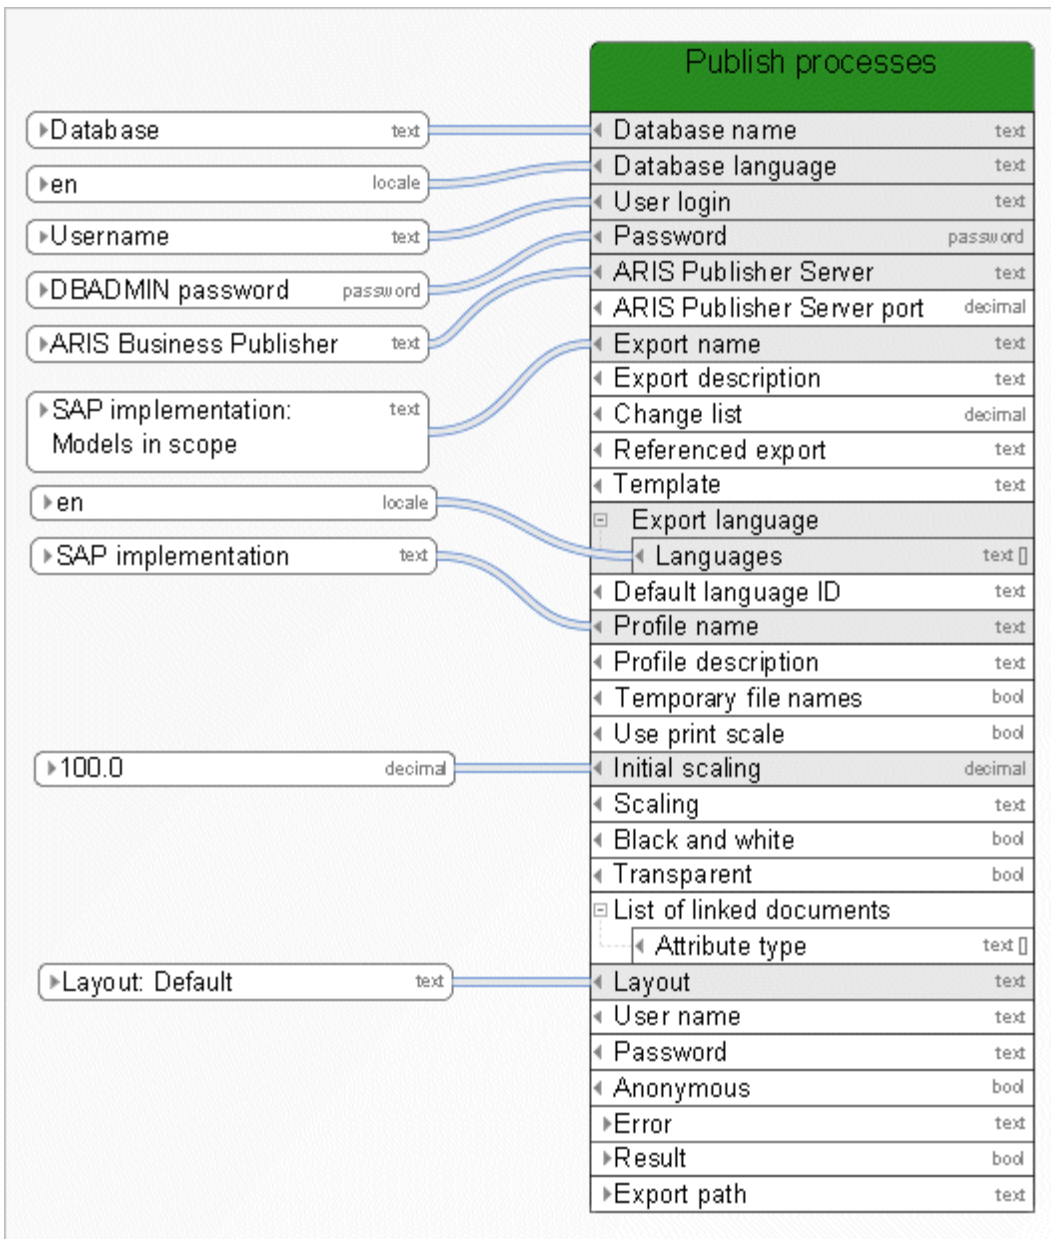 Publish processes
Database text
en locale
Username text
DBADMIN password password
ARIS Business Publisher text
SAP implementation: text
Models in scope
en locale
SAP implementation text
100.0 decimal
Layout: Default text
Database name text
Database language text
User login text
Password password
ARIS Publisher Server text
ARIS Publisher Server port decimal
Export name text
Export description text
Change list decimal
Referenced export text
Template text
Export language
Languages text []
Default language ID text
Profile name text
Profile description text
Temporary file names bool
Use print scale bool
Initial scaling decimal
Scaling text
Black and white bool
Transparent bool
List of linked documents
Attribute type text []
Layout text
User name text
Password text
Anonymous bool
Error text
Result bool
Export path text